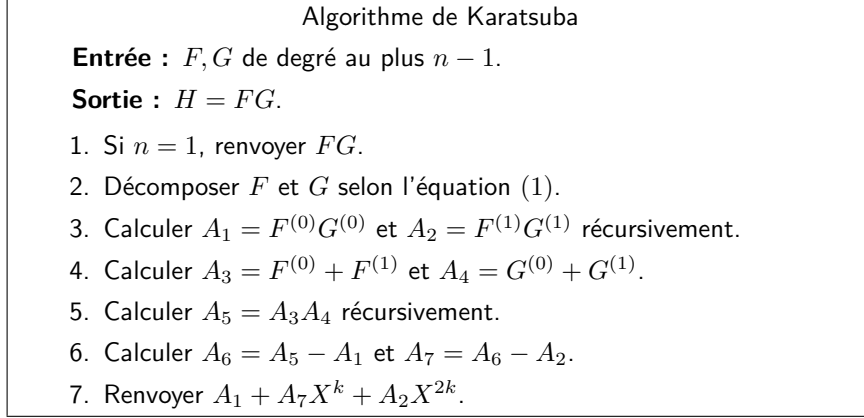 Algorithme de Karatsuba
Entrée : F, G de degré au plus n − 1.
Sortie : H = FG.
1. Si n = 1, renvoyer FG.
2. Décomposer F et G selon l'équation (1).
3. Calculer A₁ = F⁽⁰⁾G⁽⁰⁾ et A₂ = F⁽¹⁾G⁽¹⁾ récursivement.
4. Calculer A₃ = F⁽⁰⁾ + F⁽¹⁾ et A₄ = G⁽⁰⁾ + G⁽¹⁾.
5. Calculer A₅ = A₃A₄ récursivement.
6. Calculer A₆ = A₅ − A₁ et A₇ = A₆ − A₂.
7. Renvoyer A₁ + A₇Xᵏ + A₂X²ᵏ.